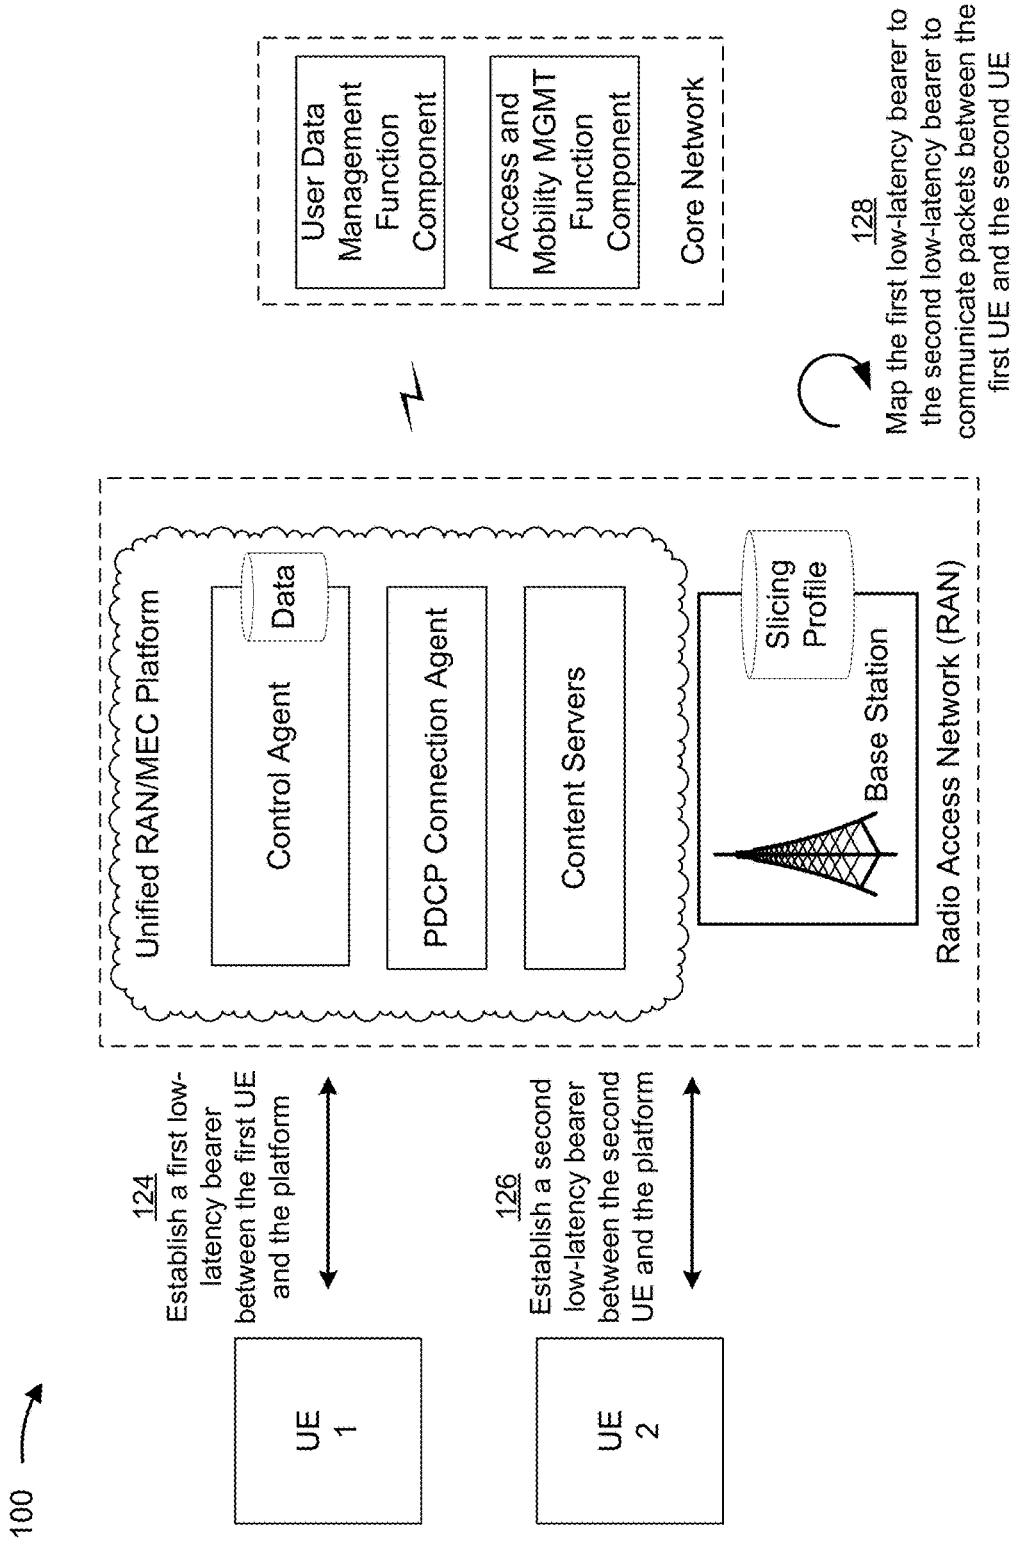 100
UE
1
UE
2
124
Establish a first low-
latency bearer
between the first UE
and the platform
126
Establish a second
low-latency bearer
between the second
UE and the platform
Unified RAN/MEC Platform
Control Agent
Data
PDCP Connection Agent
Content Servers
Slicing
Profile
Base Station
Radio Access Network (RAN)
User Data
Management
Function
Component
Access and
Mobility MGMT
Function
Component
Core Network
128
Map the first low-latency bearer to
the second low-latency bearer to
communicate packets between the
first UE and the second UE